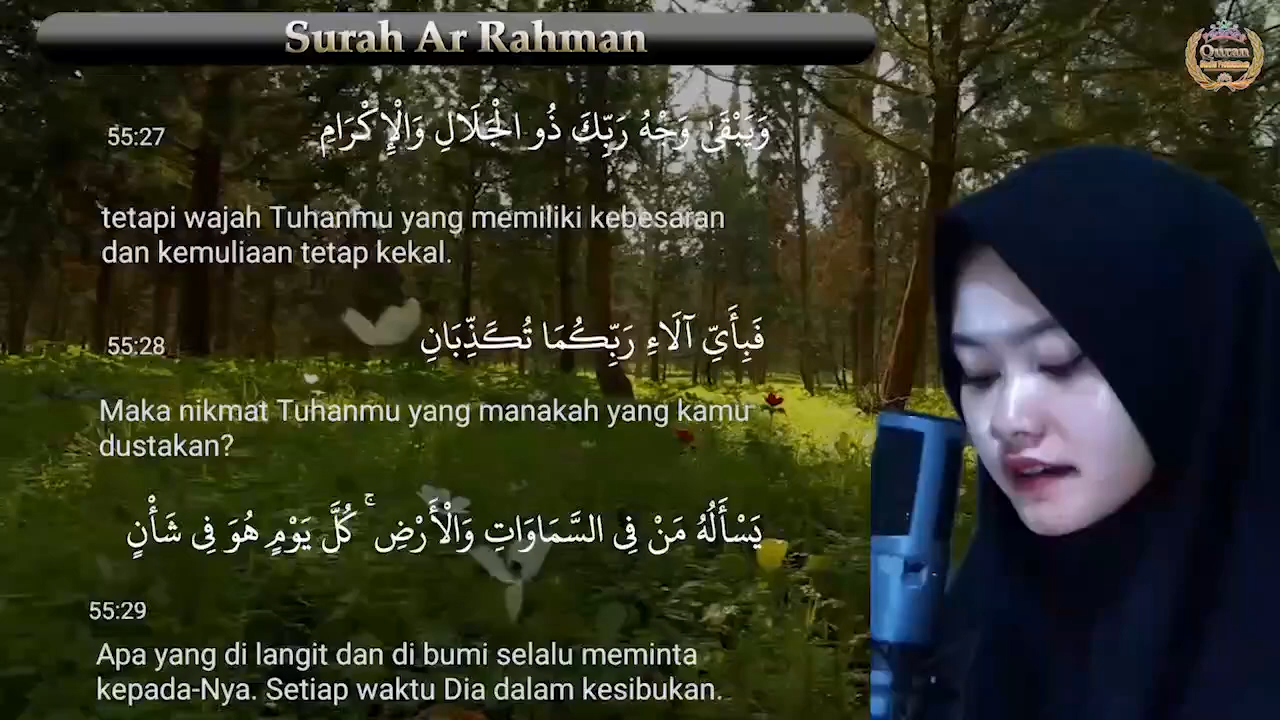 Surah Ar Rahman
Quran
55:27
وَيَبْقَىٰ وَجْهُ رَبِّكَ ذُو الْجَلَالِ وَالْإِكْرَامِ
tetapi wajah Tuhanmu yang memiliki kebesaran
dan kemuliaan tetap kekal.
55:28
فَبِأَيِّ آلَاءِ رَبِّكُمَا تُكَذِّبَانِ
Maka nikmat Tuhanmu yang manakah yang kamu
dustakan?
يَسْأَلُهُ مَنْ فِي السَّمَاوَاتِ وَالْأَرْضِ ۚ كُلَّ يَوْمٍ هُوَ فِي شَأْنٍ
55:29
Apa yang di langit dan di bumi selalu meminta
kepada-Nya. Setiap waktu Dia dalam kesibukan.